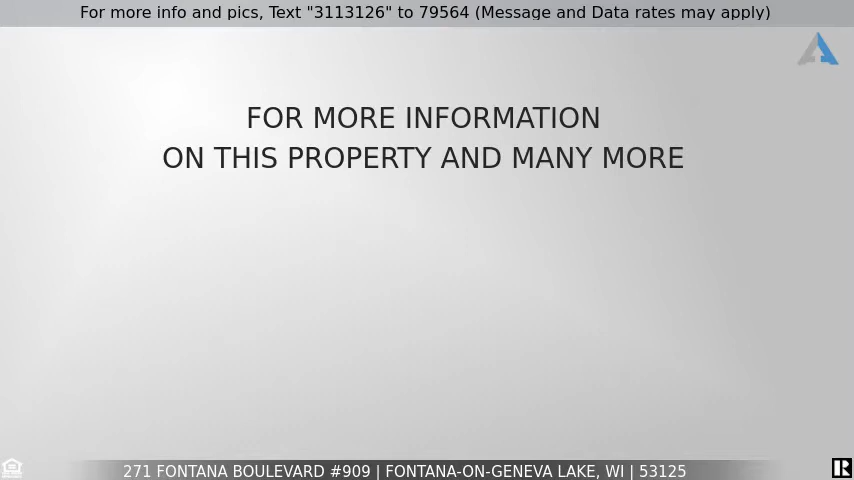 For more info and pics, Text "3113126" to 79564 (Message and Data rates may apply)
FOR MORE INFORMATION
ON THIS PROPERTY AND MANY MORE
271 FONTANA BOULEVARD #909 | FONTANA-ON-GENEVA LAKE, WI | 53125